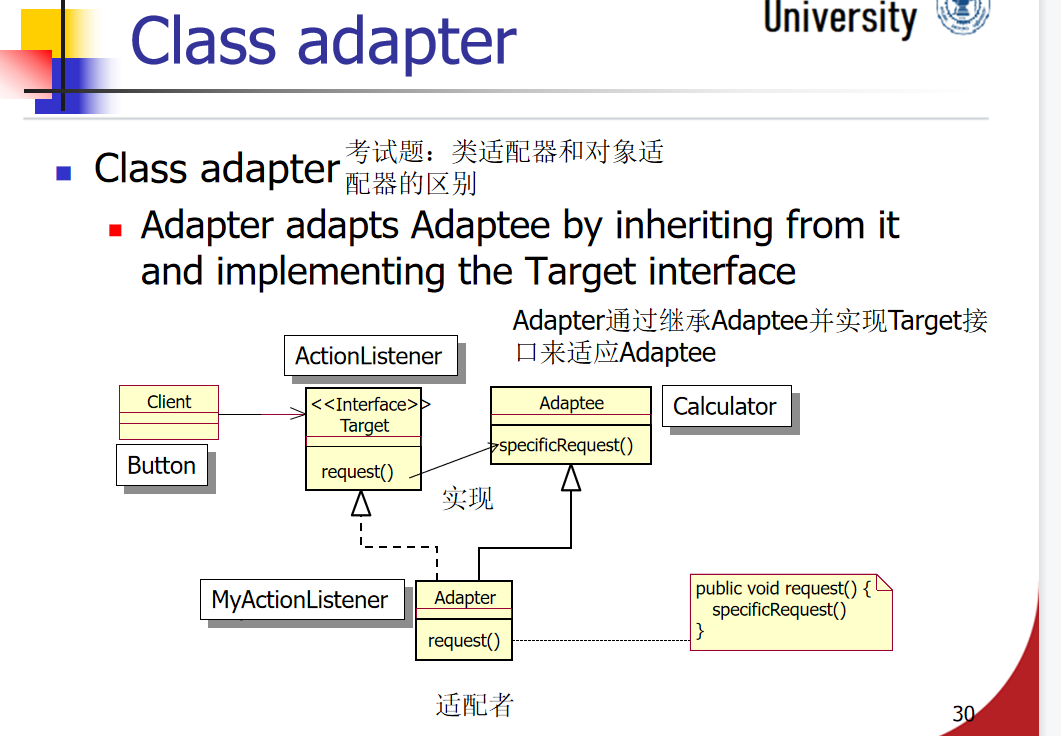 University
Class adapter
Class adapter
考试题：类适配器和对象适
配器的区别
Adapter adapts Adaptee by inheriting from it
and implementing the Target interface
Adapter通过继承Adaptee并实现Target接
口来适应Adaptee
ActionListener
Client
Button
<<Interface>>
Target
request()
Adaptee
specificRequest()
Calculator
实现
MyActionListener
Adapter
request()
public void request() {
specificRequest()
}
适配者
30